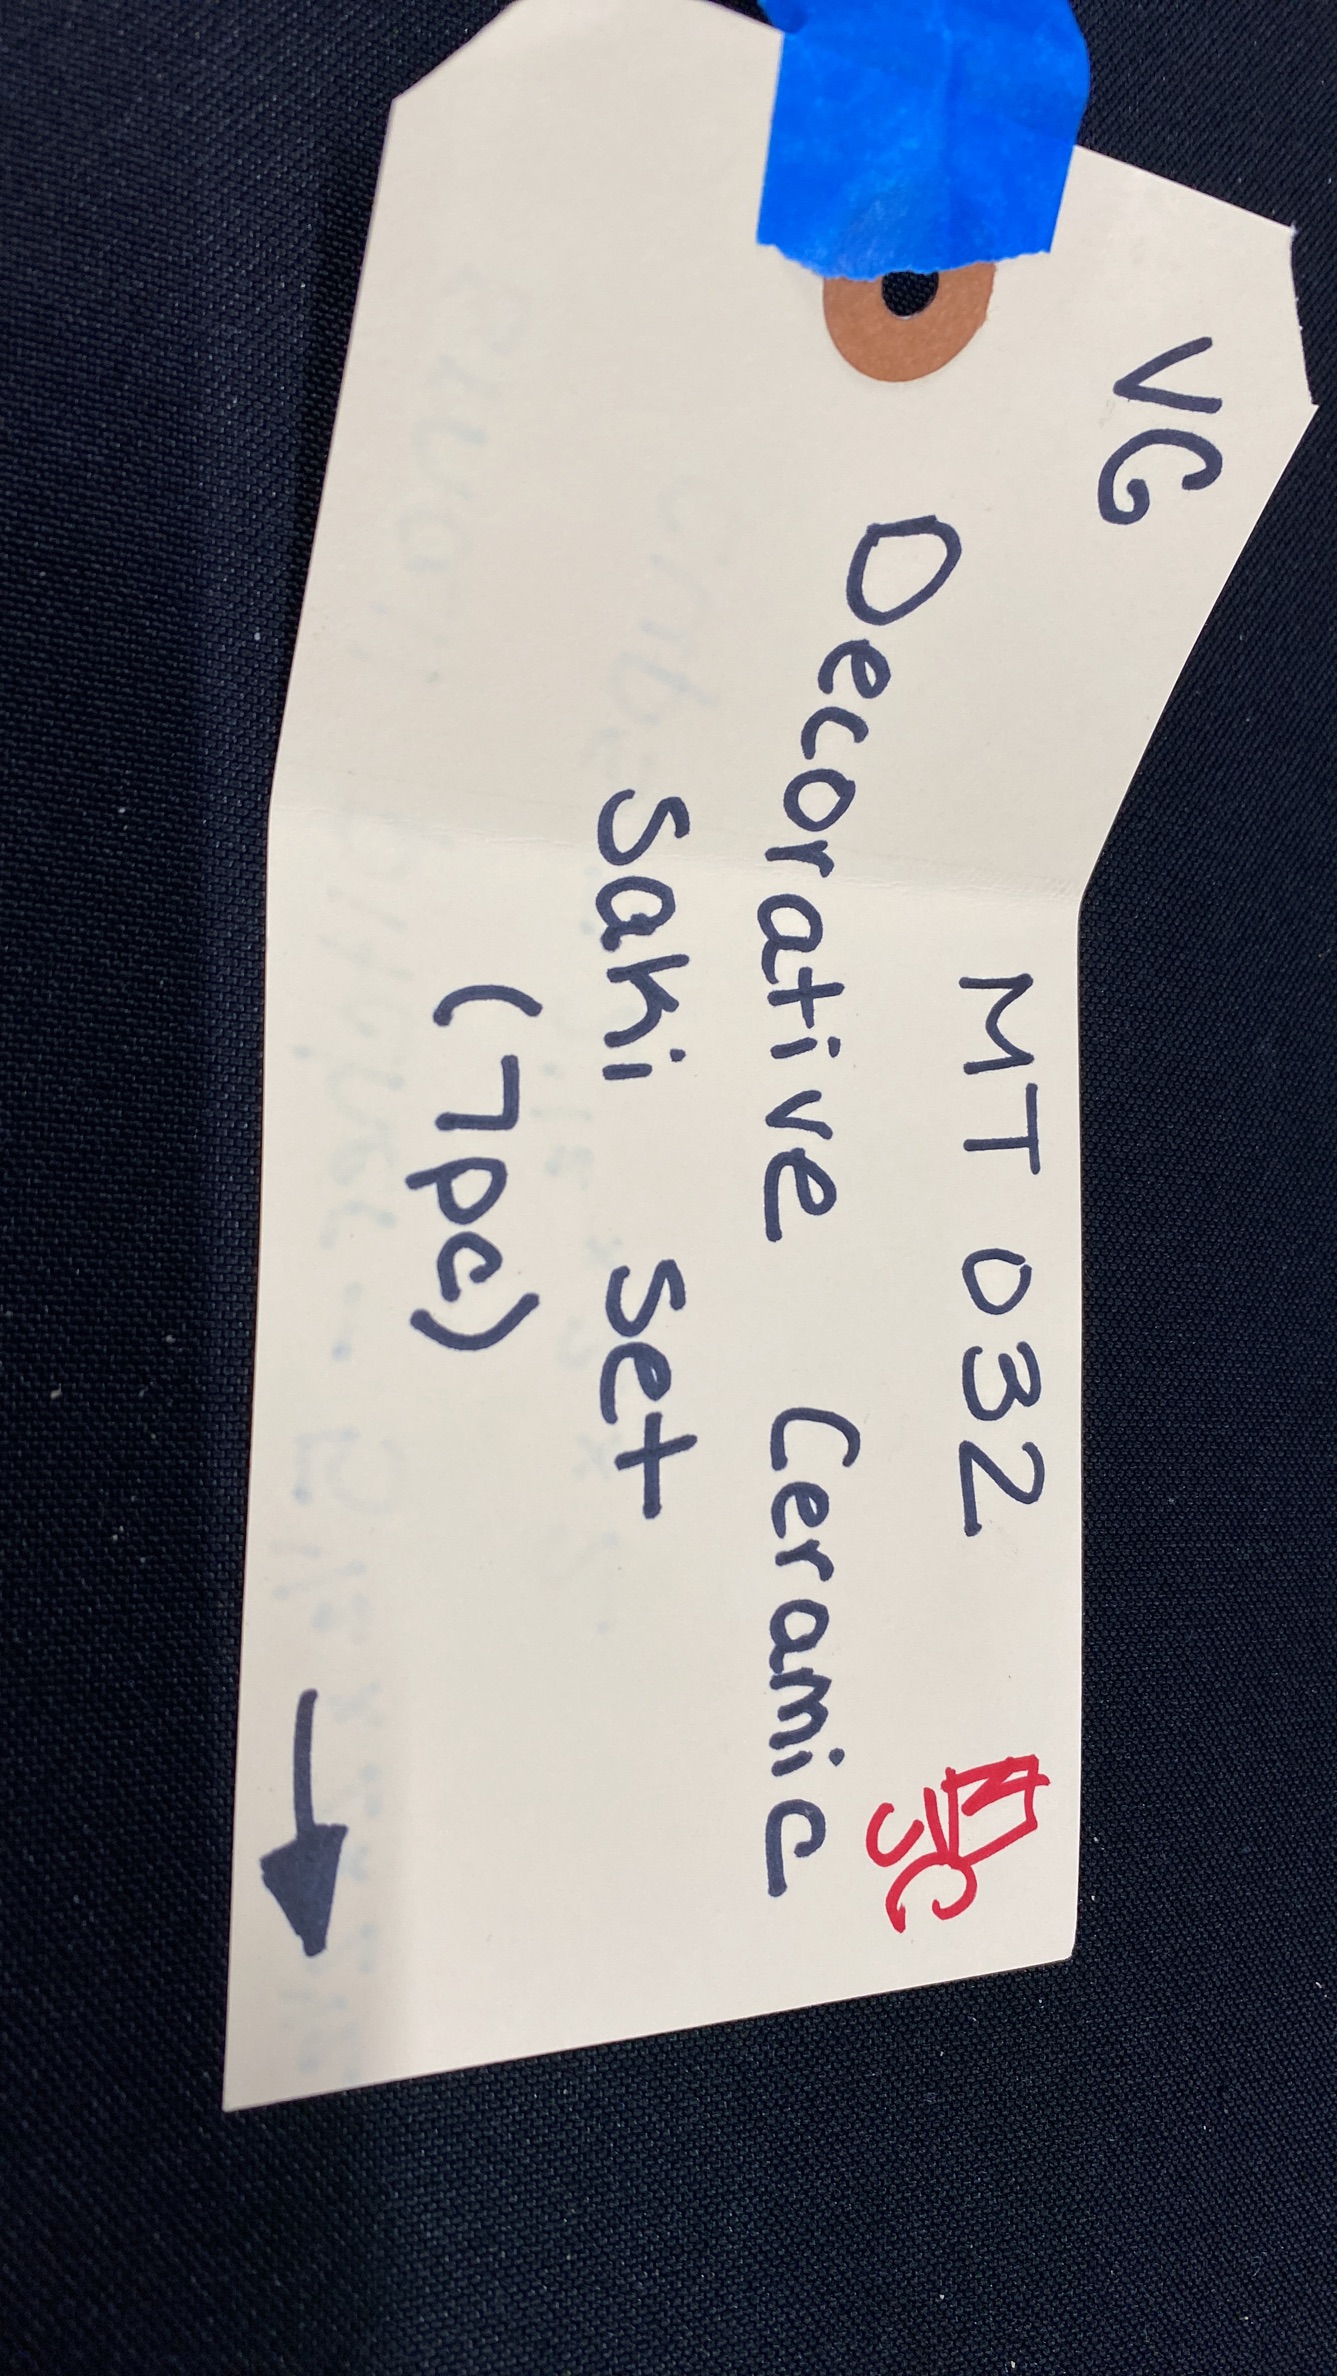 VG
MT 032
Decorative Ceramic
Saki Set
(7pc)